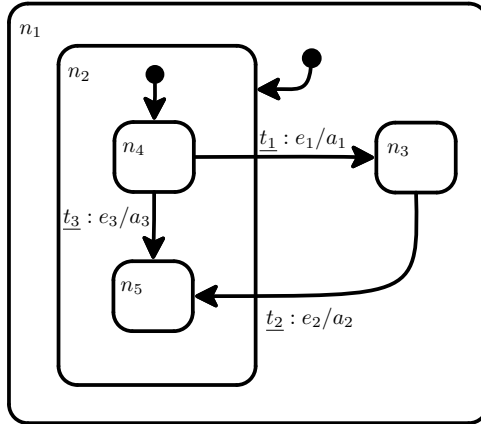 n₁
n₂
n₄
t₁ : e₁/a₁
n₃
t₃ : e₃/a₃
n₅
t₂ : e₂/a₂